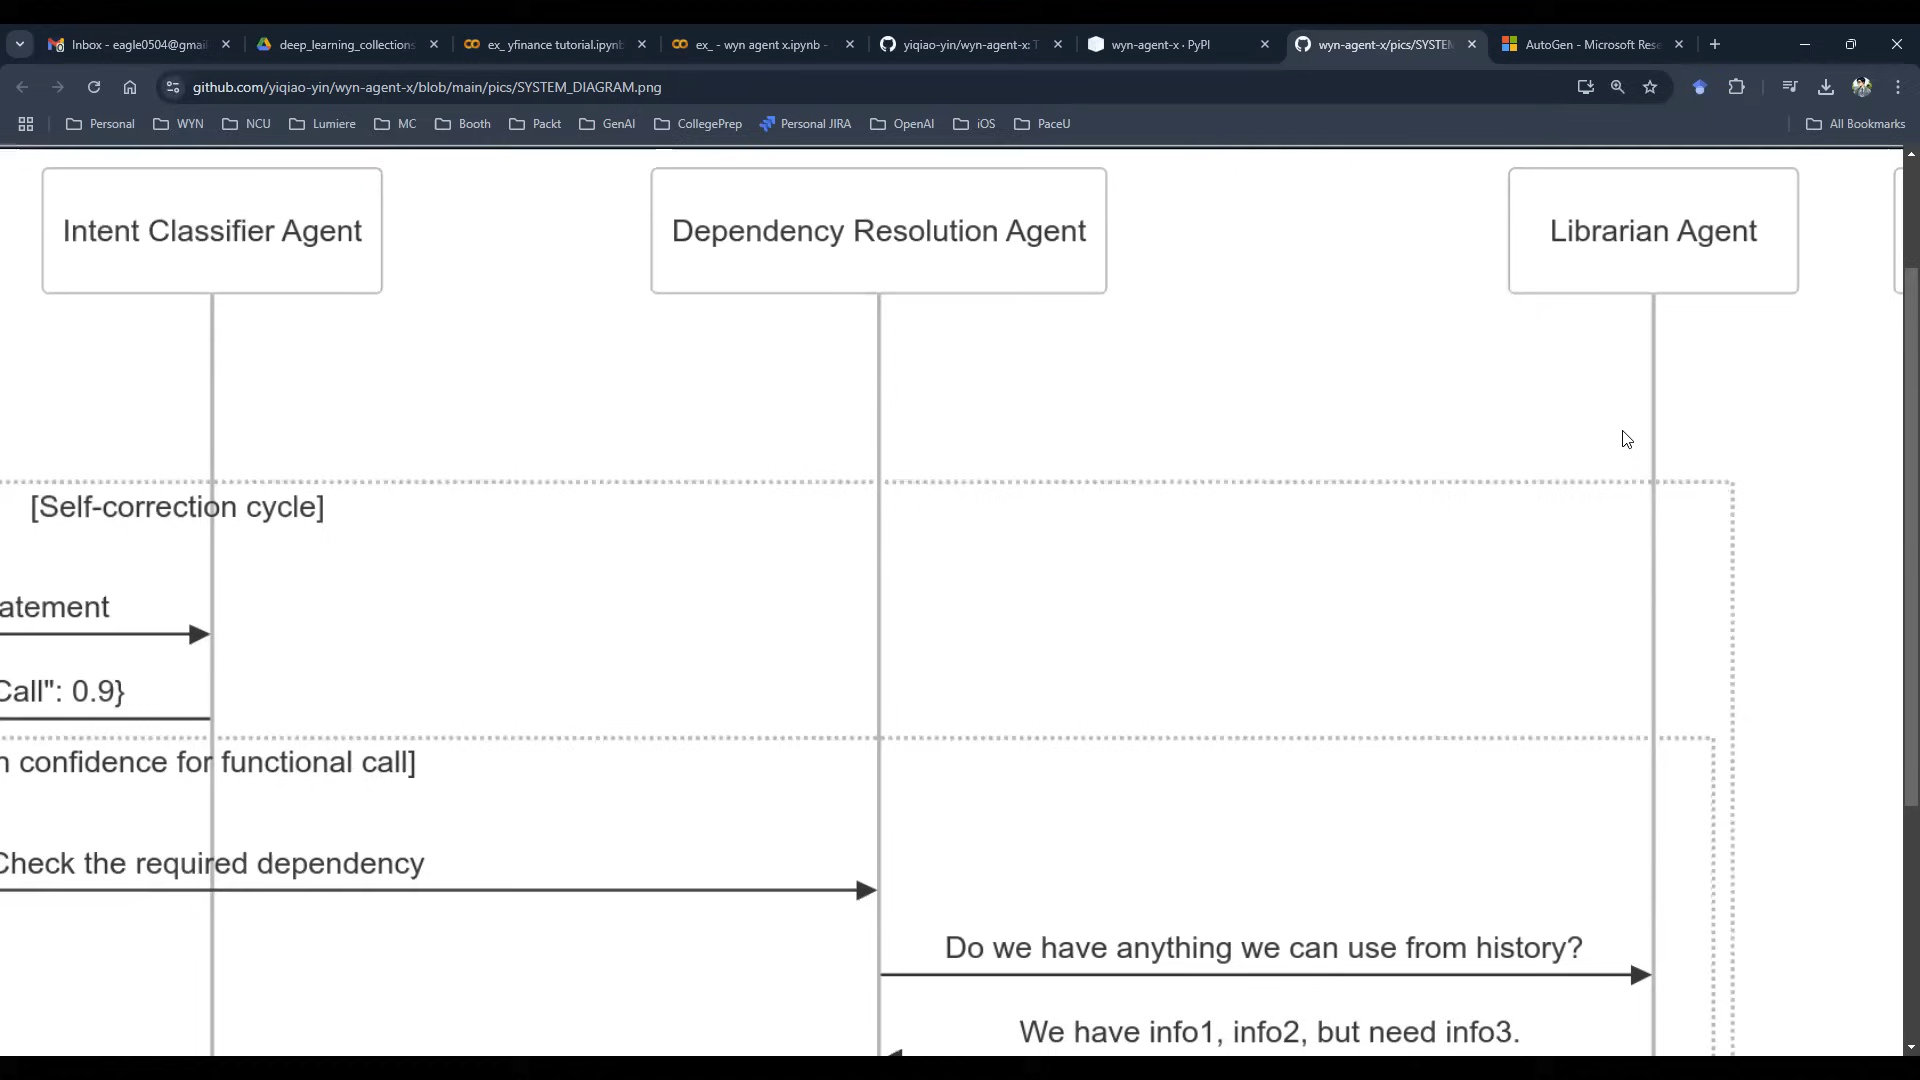 Inbox - eagle0504@gmail
deep_learning_collections
ex_ yfinance tutorial.ipynb
ex_ - wyn agent x.ipynb -
yiqiao-yin/wyn-agent-x: T
wyn-agent-x · PyPI
wyn-agent-x/pics/SYSTEM
AutoGen - Microsoft Rese
github.com/yiqiao-yin/wyn-agent-x/blob/main/pics/SYSTEM_DIAGRAM.png
Personal
WYN
NCU
Lumiere
MC
Booth
Packt
GenAI
CollegePrep
Personal JIRA
OpenAI
iOS
PaceU
All Bookmarks
Intent Classifier Agent
Dependency Resolution Agent
Librarian Agent
[Self-correction cycle]
atement
Call": 0.9}
n confidence for functional call]
Check the required dependency
Do we have anything we can use from history?
We have info1, info2, but need info3.